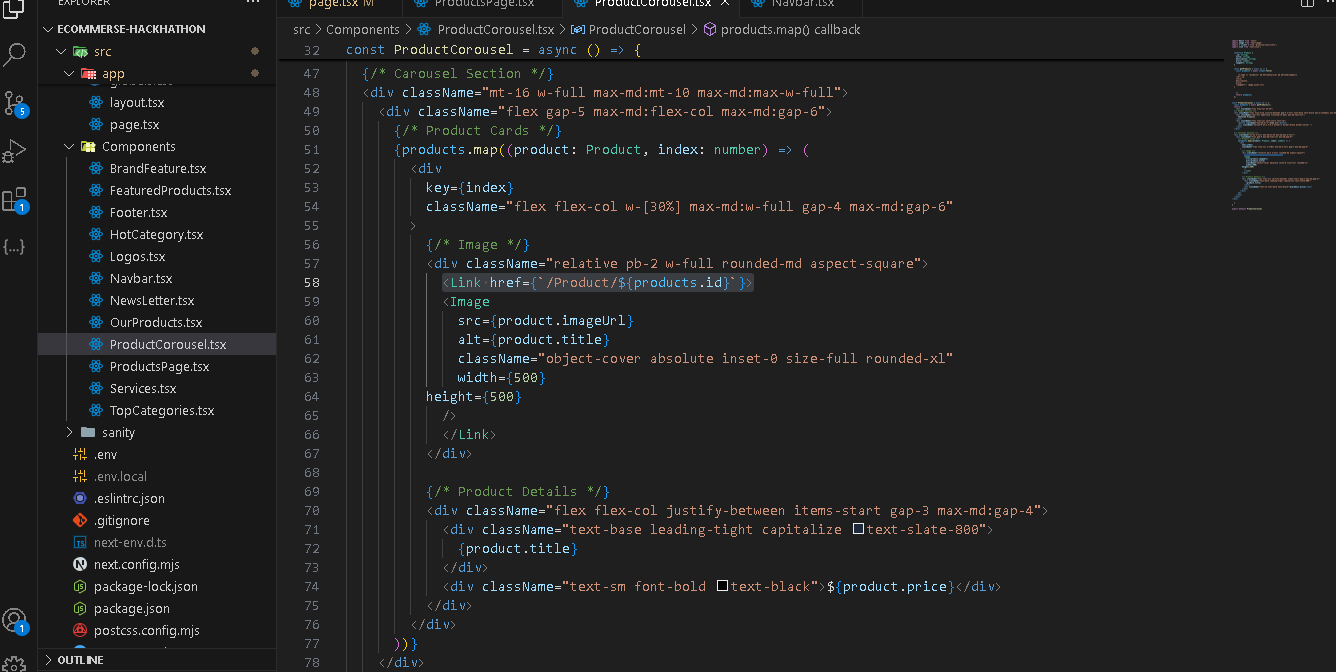 EXPLORER
ECOMMERSE-HACKHATHON
src
app
layout.tsx
page.tsx
Components
BrandFeature.tsx
FeaturedProducts.tsx
Footer.tsx
HotCategory.tsx
Logos.tsx
Navbar.tsx
NewsLetter.tsx
OurProducts.tsx
ProductCorousel.tsx
ProductsPage.tsx
Services.tsx
TopCategories.tsx
sanity
.env
.env.local
.eslintrc.json
.gitignore
next-env.d.ts
next.config.mjs
package-lock.json
package.json
postcss.config.mjs
OUTLINE
5
1
1
page.tsx M
ProductsPage.tsx
ProductCorousel.tsx
Navbar.tsx
src > Components > ProductCorousel.tsx > ProductCorousel > products.map() callback
32 const ProductCorousel = async () => {
47 {/* Carousel Section */}
48 <div className="mt-16 w-full max-md:mt-10 max-md:max-w-full">
49 <div className="flex gap-5 max-md:flex-col max-md:gap-6">
50 {/* Product Cards */}
51 {products.map((product: Product, index: number) => (
52 <div
53 key={index}
54 className="flex flex-col w-[30%] max-md:w-full gap-4 max-md:gap-6"
55 >
56 {/* Image */}
57 <div className="relative pb-2 w-full rounded-md aspect-square">
58 <Link href={`/Product/${products.id}`}>
59 <Image
60 src={product.imageUrl}
61 alt={product.title}
62 className="object-cover absolute inset-0 size-full rounded-xl"
63 width={500}
64 height={500}
65 />
66 </Link>
67 </div>
68
69 {/* Product Details */}
70 <div className="flex flex-col justify-between items-start gap-3 max-md:gap-4">
71 <div className="text-base leading-tight capitalize text-slate-800">
72 {product.title}
73 </div>
74 <div className="text-sm font-bold text-black">${product.price}</div>
75 </div>
76 </div>
77 ))}
78 </div>